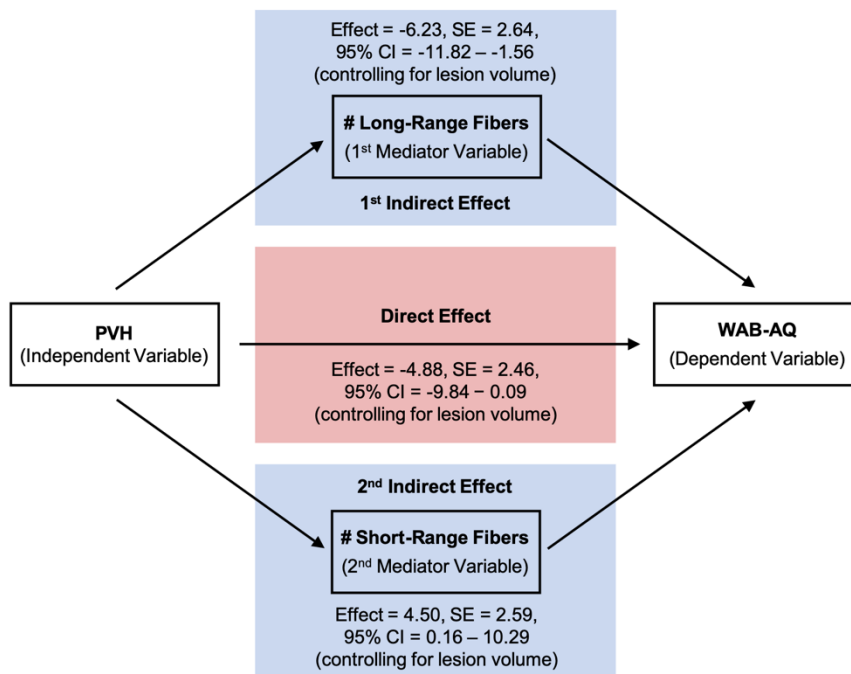 Effect = -6.23, SE = 2.64,
95% CI = -11.82 – -1.56
(controlling for lesion volume)
# Long-Range Fibers
(1st Mediator Variable)
1st Indirect Effect
PVH
(Independent Variable)
Direct Effect
Effect = -4.88, SE = 2.46,
95% CI = -9.84 – 0.09
(controlling for lesion volume)
WAB-AQ
(Dependent Variable)
2nd Indirect Effect
# Short-Range Fibers
(2nd Mediator Variable)
Effect = 4.50, SE = 2.59,
95% CI = 0.16 – 10.29
(controlling for lesion volume)